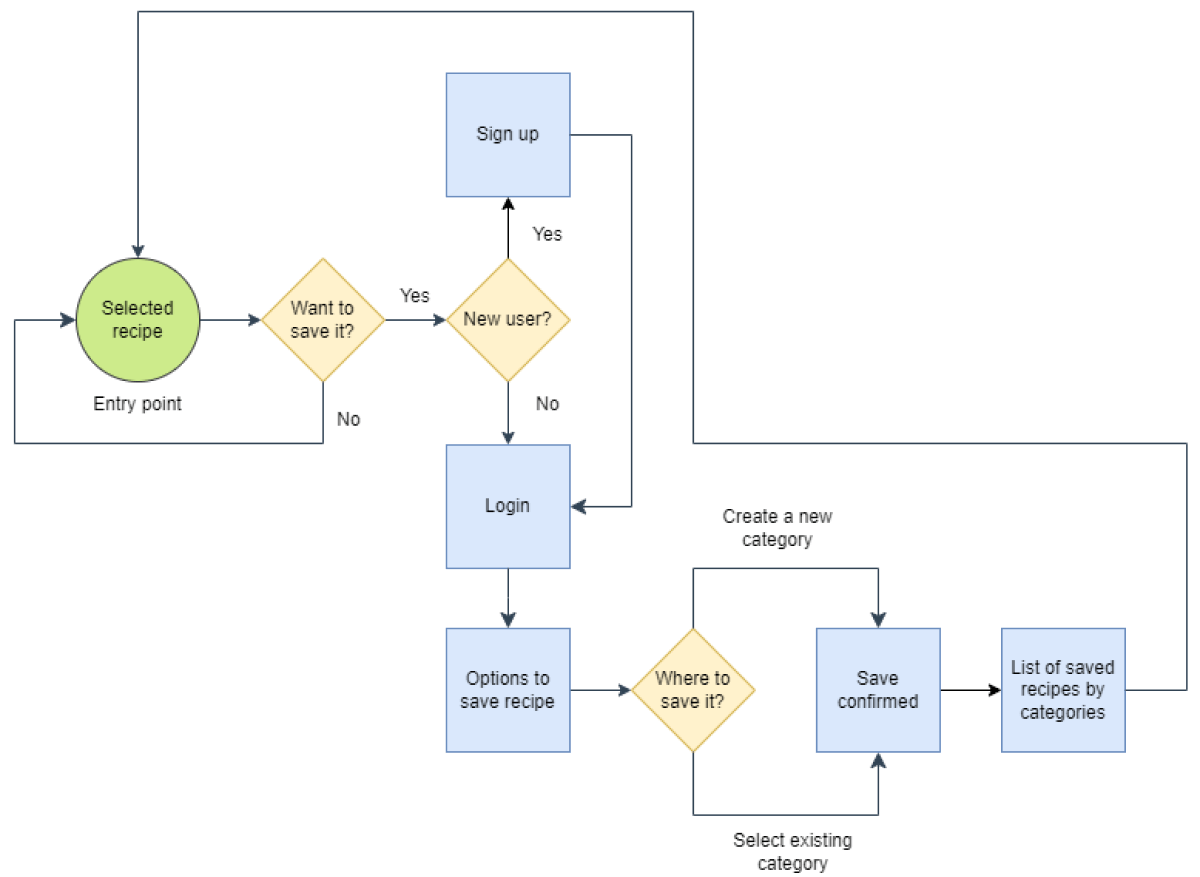 Sign up
Yes
Selected
recipe
Want to
save it?
Yes
New user?
Entry point
No
No
Login
Create a new
category
Options to
save recipe
Where to
save it?
Save
confirmed
List of saved
recipes by
categories
Select existing
category